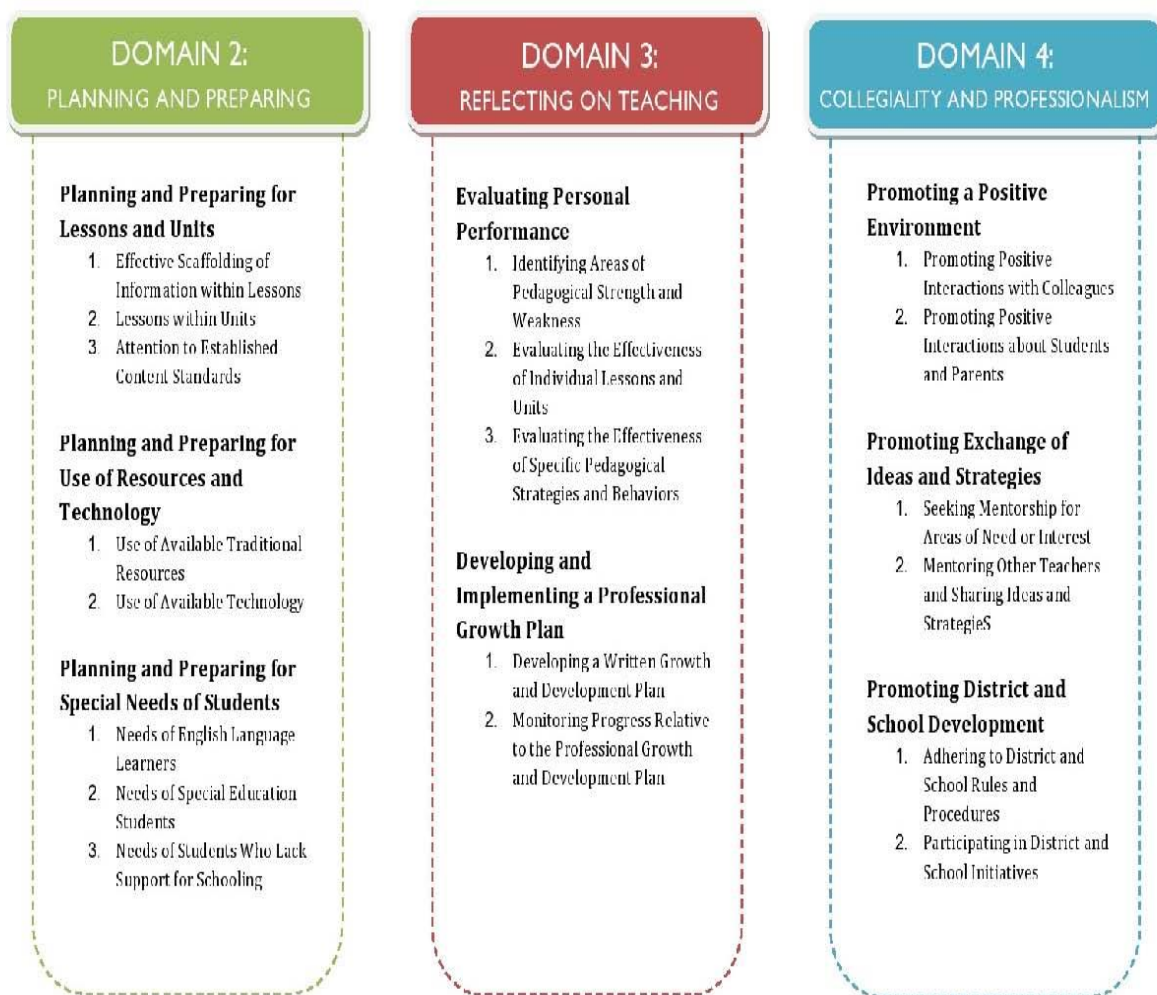 DOMAIN 2:
PLANNING AND PREPARING
Planning and Preparing for
Lessons and Units
1. Effective Scaffolding of
Information within Lessons
2. Lessons within Units
3. Attention to Established
Content Standards
Planning and Preparing for
Use of Resources and
Technology
1. Use of Available Traditional
Resources
2. Use of Available Technology
Planning and Preparing for
Special Needs of Students
1. Needs of English Language
Learners
2. Needs of Special Education
Students
3. Needs of Students Who Lack
Support for Schooling
DOMAIN 3:
REFLECTING ON TEACHING
Evaluating Personal
Performance
1. Identifying Areas of
Pedagogical Strength and
Weakness
2. Evaluating the Effectiveness
of Individual Lessons and
Units
3. Evaluating the Effectiveness
of Specific Pedagogical
Strategies and Behaviors
Developing and
Implementing a Professional
Growth Plan
1. Developing a Written Growth
and Development Plan
2. Monitoring Progress Relative
to the Professional Growth
and Development Plan
DOMAIN 4:
COLLEGIALITY AND PROFESSIONALISM
Promoting a Positive
Environment
1. Promoting Positive
Interactions with Colleagues
2. Promoting Positive
Interactions about Students
and Parents
Promoting Exchange of
Ideas and Strategies
1. Seeking Mentorship for
Areas of Need or Interest
2. Mentoring Other Teachers
and Sharing Ideas and
StrategieS
Promoting District and
School Development
1. Adhering to District and
School Rules and
Procedures
2. Participating in District and
School Initiatives